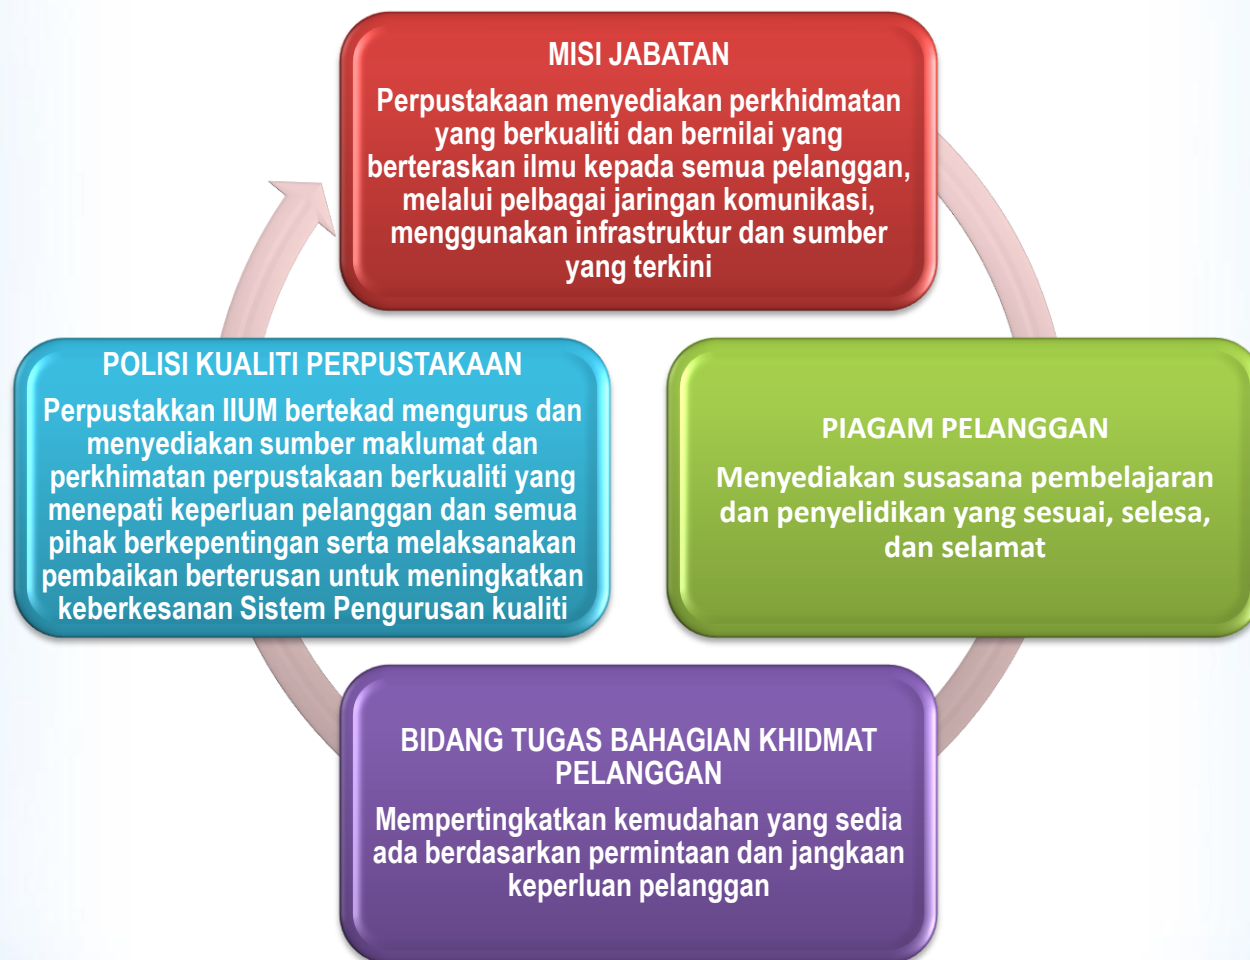 MISI JABATAN
Perpustakaan menyediakan perkhidmatan
yang berkualiti dan bernilai yang
berteraskan ilmu kepada semua pelanggan,
melalui pelbagai jaringan komunikasi,
menggunakan infrastruktur dan sumber
yang terkini
POLISI KUALITI PERPUSTAKAAN
Perpustakkan IIUM bertekad mengurus dan
menyediakan sumber maklumat dan
perkhimatan perpustakaan berkualiti yang
menepati keperluan pelanggan dan semua
pihak berkepentingan serta melaksanakan
pembaikan berterusan untuk meningkatkan
keberkesanan Sistem Pengurusan kualiti
PIAGAM PELANGGAN
Menyediakan susasana pembelajaran
dan penyelidikan yang sesuai, selesa,
dan selamat
BIDANG TUGAS BAHAGIAN KHIDMAT
PELANGGAN
Mempertingkatkan kemudahan yang sedia
ada berdasarkan permintaan dan jangkaan
keperluan pelanggan